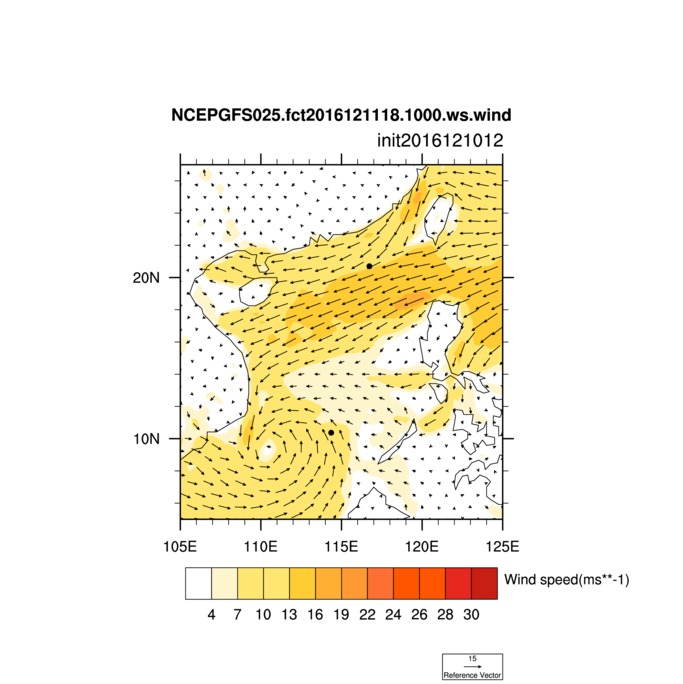 NCEPGFS025.fct2016121118.1000.ws.wind
init2016121012
20N
10N
105E 110E 115E 120E 125E
Wind speed(ms**-1)
4 7 10 13 16 19 22 24 26 28 30
15
Reference Vector